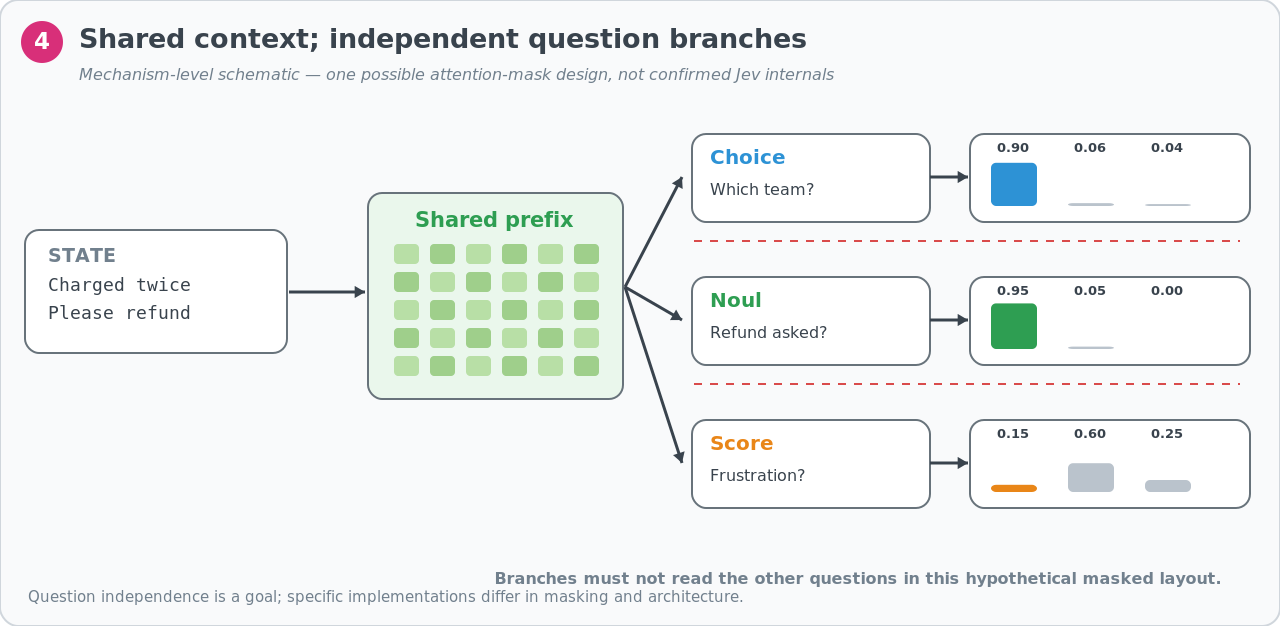 4
Shared context; independent question branches
Mechanism-level schematic — one possible attention-mask design, not confirmed Jev internals
STATE
Charged twice
Please refund
Shared prefix
Choice
Which team?
0.90 0.06 0.04
Noul
Refund asked?
0.95 0.05 0.00
Score
Frustration?
0.15 0.60 0.25
Branches must not read the other questions in this hypothetical masked layout.
Question independence is a goal; specific implementations differ in masking and architecture.